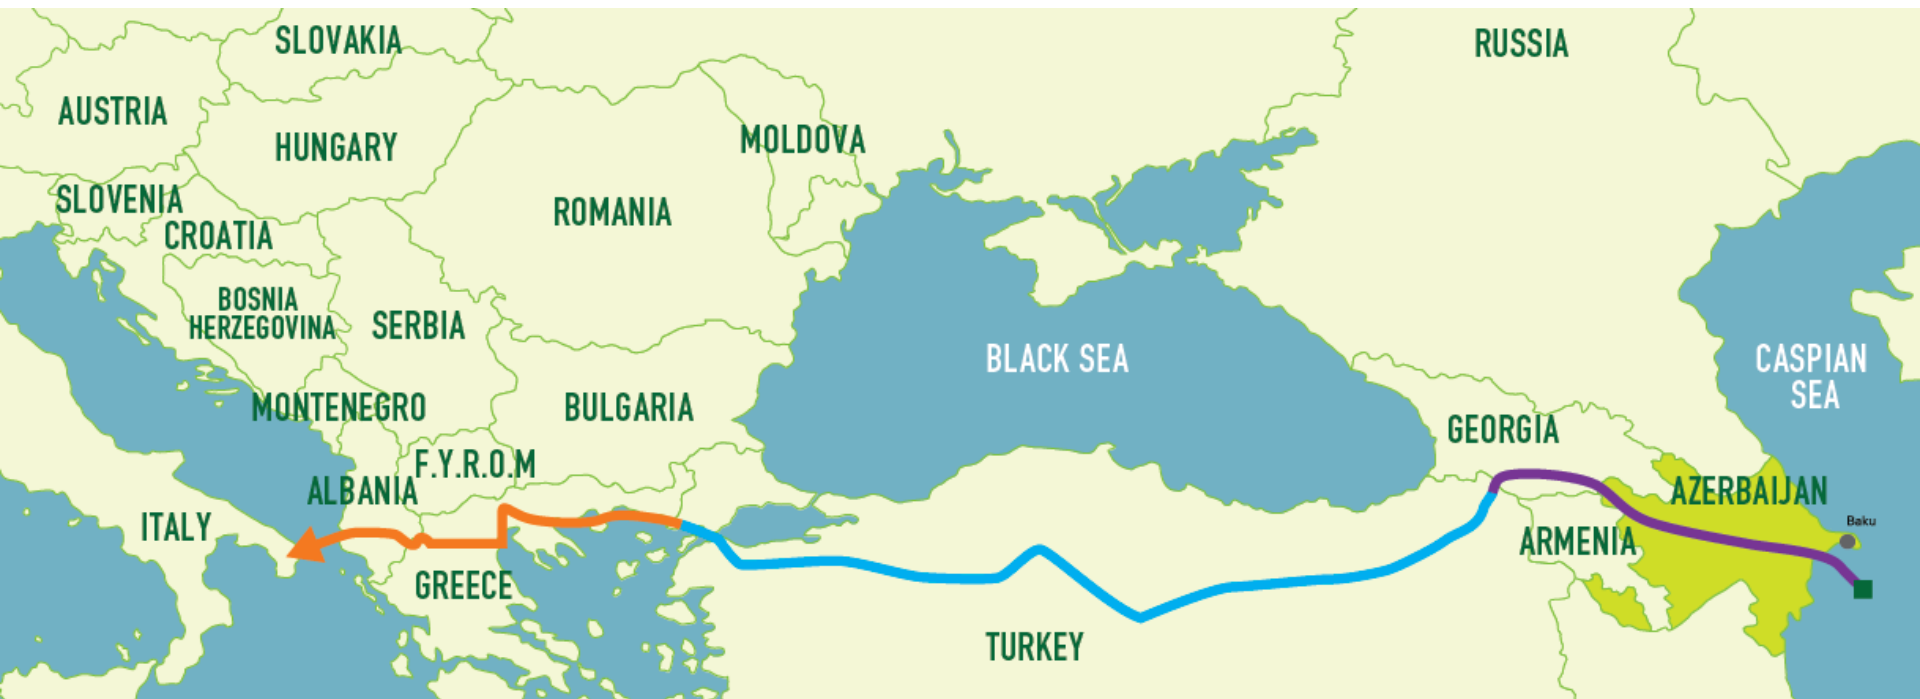 SLOVAKIA
RUSSIA
AUSTRIA
HUNGARY
MOLDOVA
SLOVENIA
ROMANIA
CROATIA
BOSNIA
HERZEGOVINA
SERBIA
BLACK SEA
CASPIAN
SEA
MONTENEGRO
BULGARIA
GEORGIA
F.Y.R.O.M
ALBANIA
AZERBAIJAN
ITALY
Baku
ARMENIA
GREECE
TURKEY